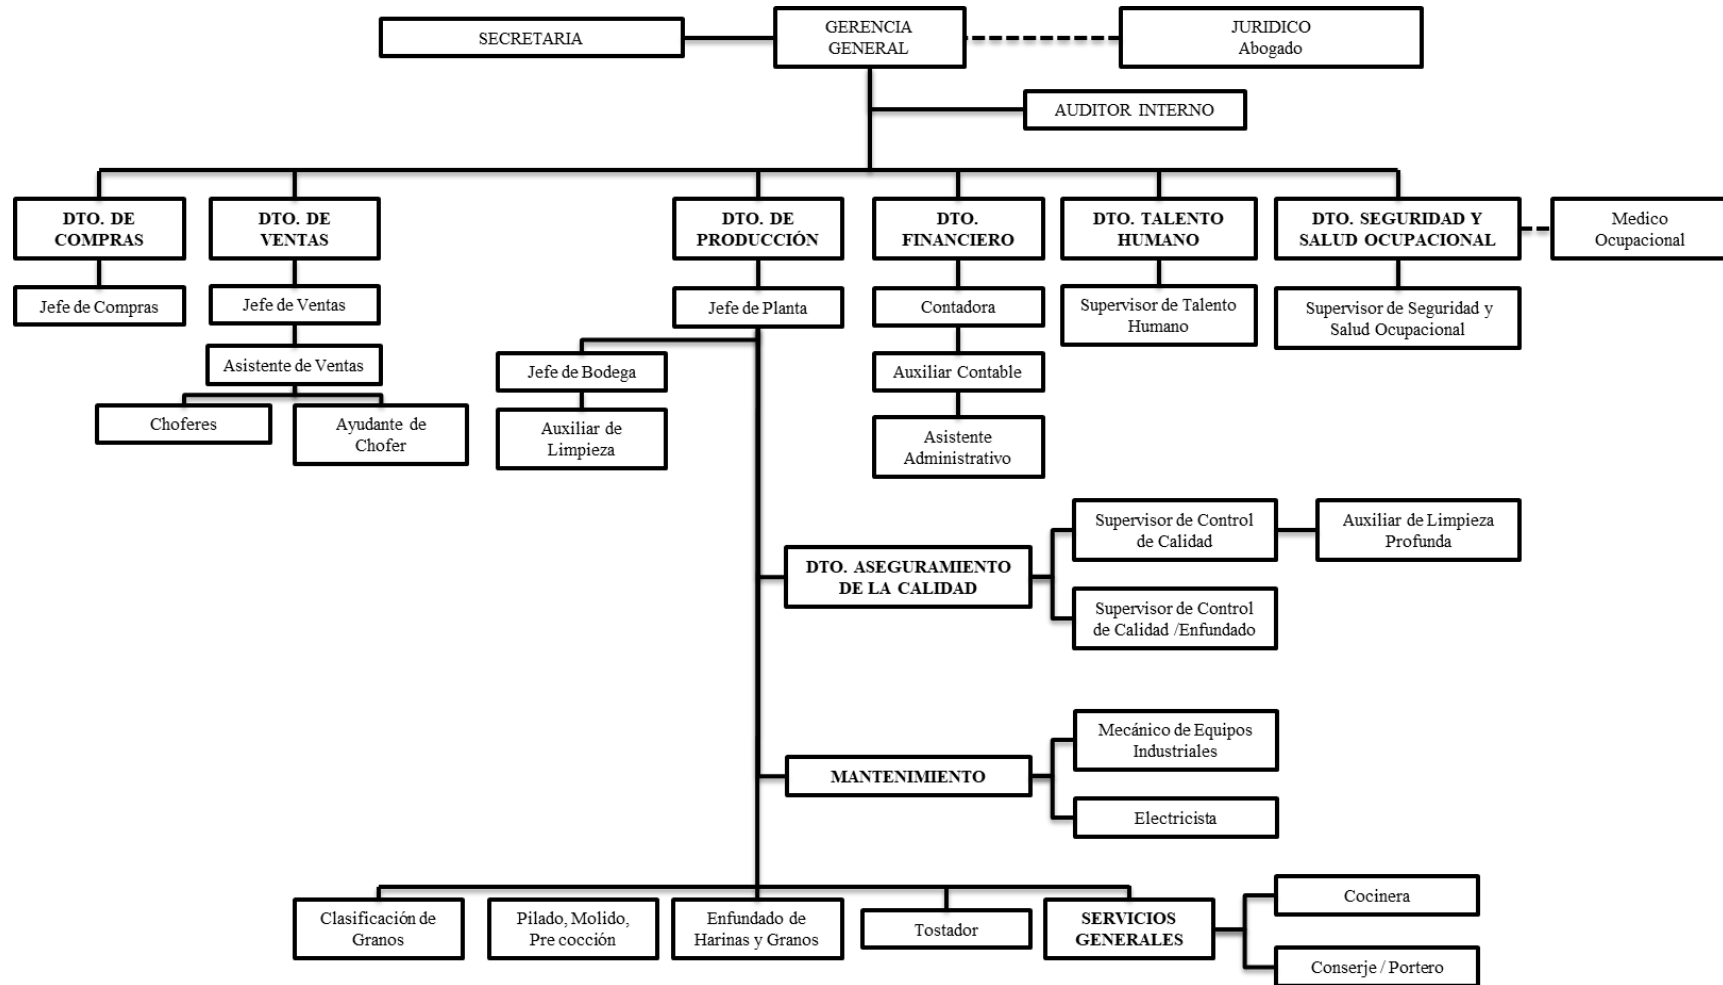 SECRETARIA
GERENCIA
GENERAL
JURIDICO
Abogado
AUDITOR INTERNO
DTO. DE
COMPRAS
DTO. DE
VENTAS
DTO. DE
PRODUCCIÓN
DTO.
FINANCIERO
DTO. TALENTO
HUMANO
DTO. SEGURIDAD Y
SALUD OCUPACIONAL
Medico
Ocupacional
Jefe de Compras
Jefe de Ventas
Jefe de Planta
Contadora
Supervisor de Talento
Humano
Supervisor de Seguridad y
Salud Ocupacional
Asistente de Ventas
Jefe de Bodega
Auxiliar Contable
Choferes
Ayudante de
Chofer
Auxiliar de
Limpieza
Asistente
Administrativo
Supervisor de Control
de Calidad
Auxiliar de Limpieza
Profunda
DTO. ASEGURAMIENTO
DE LA CALIDAD
Supervisor de Control
de Calidad /Enfundado
Mecánico de Equipos
Industriales
MANTENIMIENTO
Electricista
Clasificación de
Granos
Pilado, Molido,
Pre cocción
Enfundado de
Harinas y Granos
Tostador
SERVICIOS
GENERALES
Cocinera
Conserje / Portero